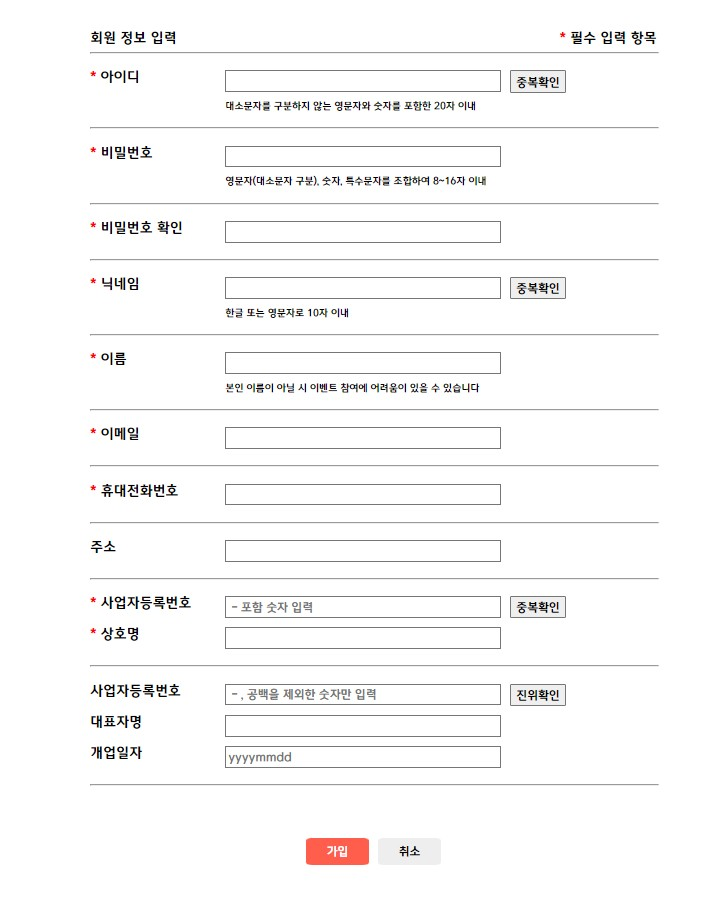 회원 정보 입력 * 필수 입력 항목
* 아이디 중복확인
대소문자를 구분하지 않는 영문자와 숫자를 포함한 20자 이내
* 비밀번호
영문자(대소문자 구분), 숫자, 특수문자를 조합하여 8~16자 이내
* 비밀번호 확인
* 닉네임 중복확인
한글 또는 영문자로 10자 이내
* 이름
본인 이름이 아닐 시 이벤트 참여에 어려움이 있을 수 있습니다
* 이메일
* 휴대전화번호
주소
* 사업자등록번호 - 포함 숫자 입력 중복확인
* 상호명
사업자등록번호 - , 공백을 제외한 숫자만 입력 진위확인
대표자명
개업일자 yyyymmdd
가입 취소